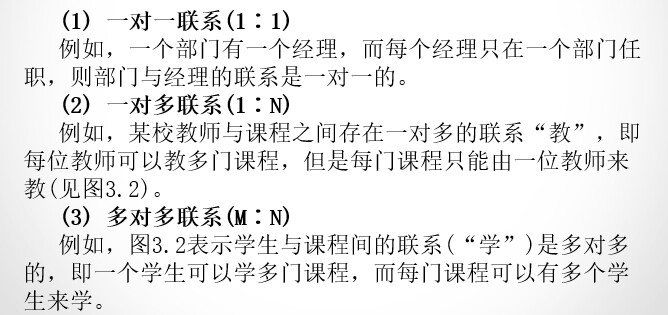 (1) 一对一联系(1∶1)
例如，一个部门有一个经理，而每个经理只在一个部门任
职，则部门与经理的联系是一对一的。
(2) 一对多联系(1∶N)
例如，某校教师与课程之间存在一对多的联系“教”，即
每位教师可以教多门课程，但是每门课程只能由一位教师来
教(见图3.2)。
(3) 多对多联系(M∶N)
例如，图3.2表示学生与课程间的联系(“学”)是多对多
的，即一个学生可以学多门课程，而每门课程可以有多个学
生来学。